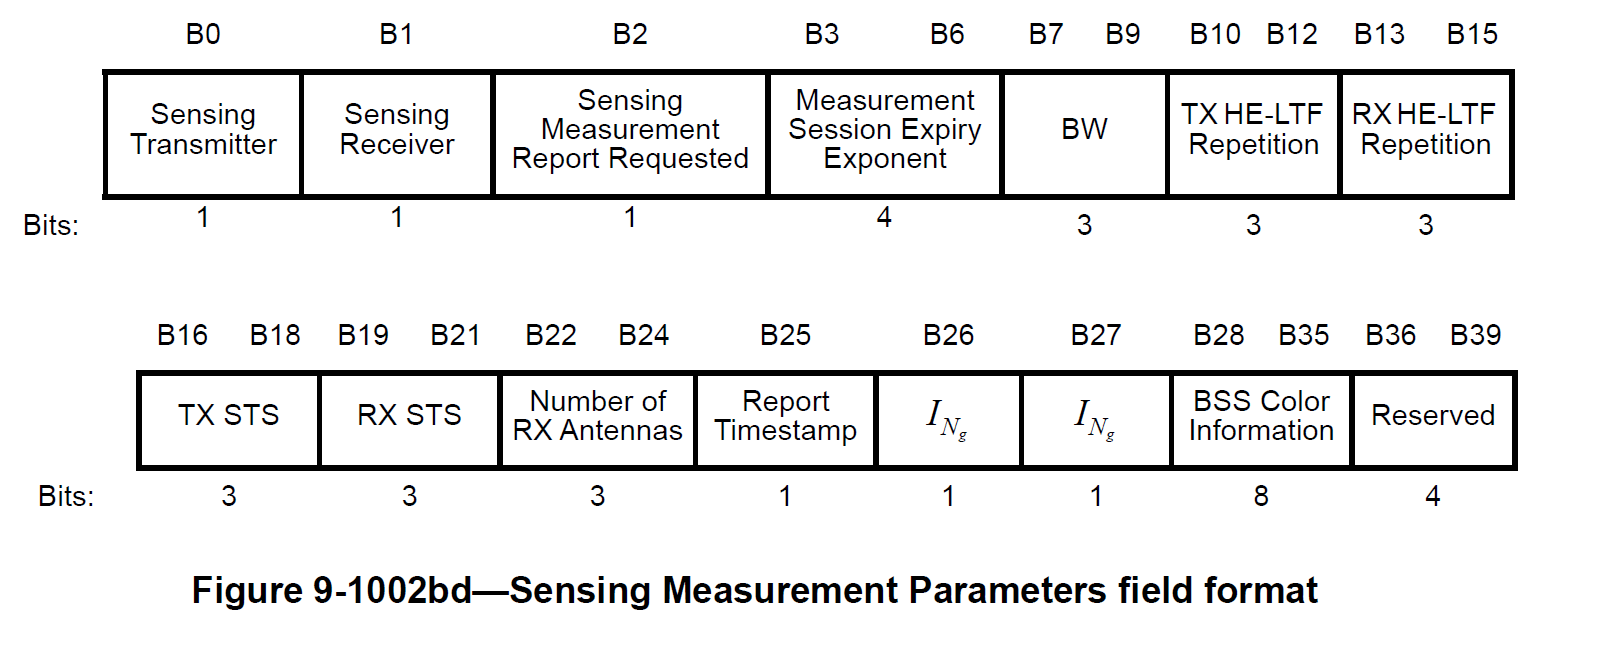 B0 B1 B2 B3 B6 B7 B9 B10 B12 B13 B15
Sensing Transmitter
Sensing Receiver
Sensing Measurement Report Requested
Measurement Session Expiry Exponent
BW
TX HE-LTF Repetition
RX HE-LTF Repetition
Bits: 1 1 1 4 3 3 3
B16 B18 B19 B21 B22 B24 B25 B26 B27 B28 B35 B36 B39
TX STS
RX STS
Number of RX Antennas
Report Timestamp
I_{N_g}
I_{N_g}
BSS Color Information
Reserved
Bits: 3 3 3 1 1 1 8 4
Figure 9-1002bd—Sensing Measurement Parameters field format